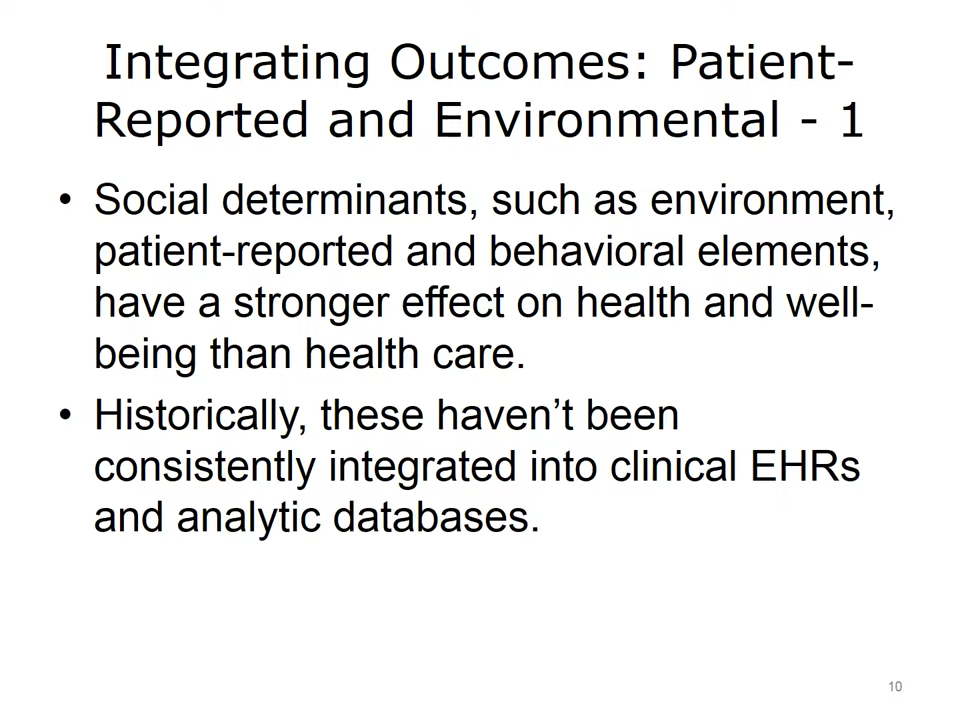 Integrating Outcomes: Patient-
Reported and Environmental - 1
• Social determinants, such as environment,
patient-reported and behavioral elements,
have a stronger effect on health and well-
being than health care.
• Historically, these haven’t been
consistently integrated into clinical EHRs
and analytic databases.
10